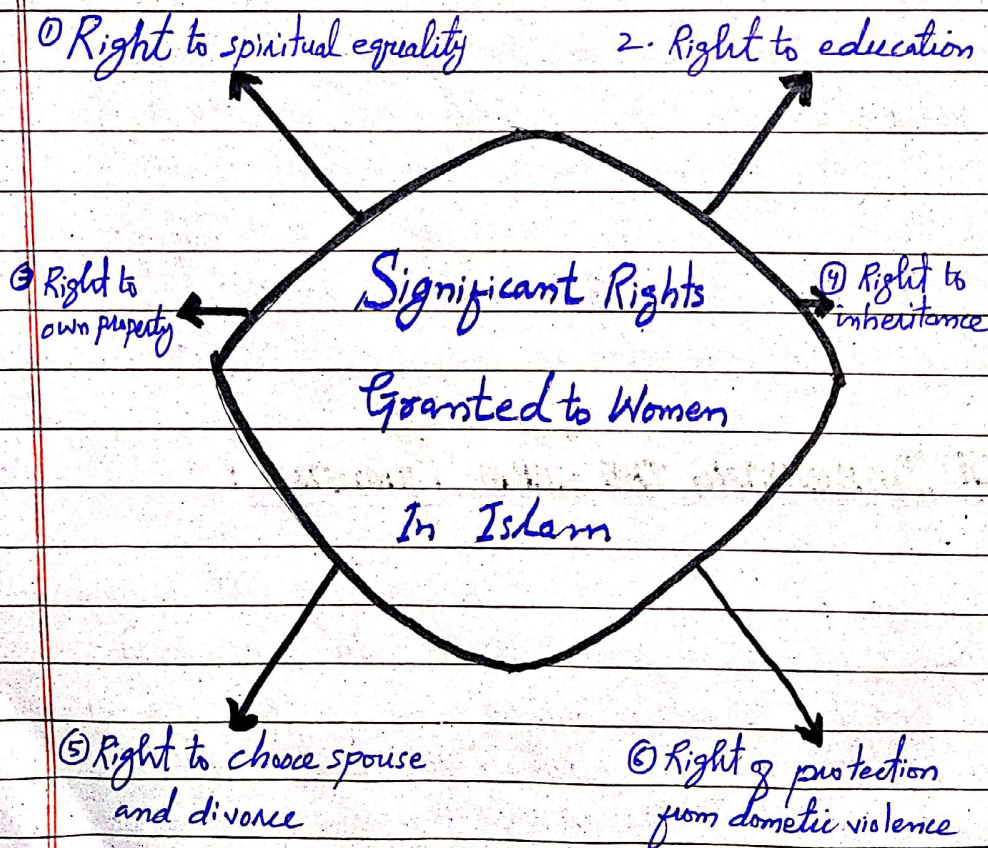 ① Right to spiritual equality
2. Right to education
③ Right to
own property
④ Right to
inheritance
Significant Rights
Granted to Women
In Islam
⑤ Right to choose spouse
and divorce
⑥ Right of protection
from dometic violence